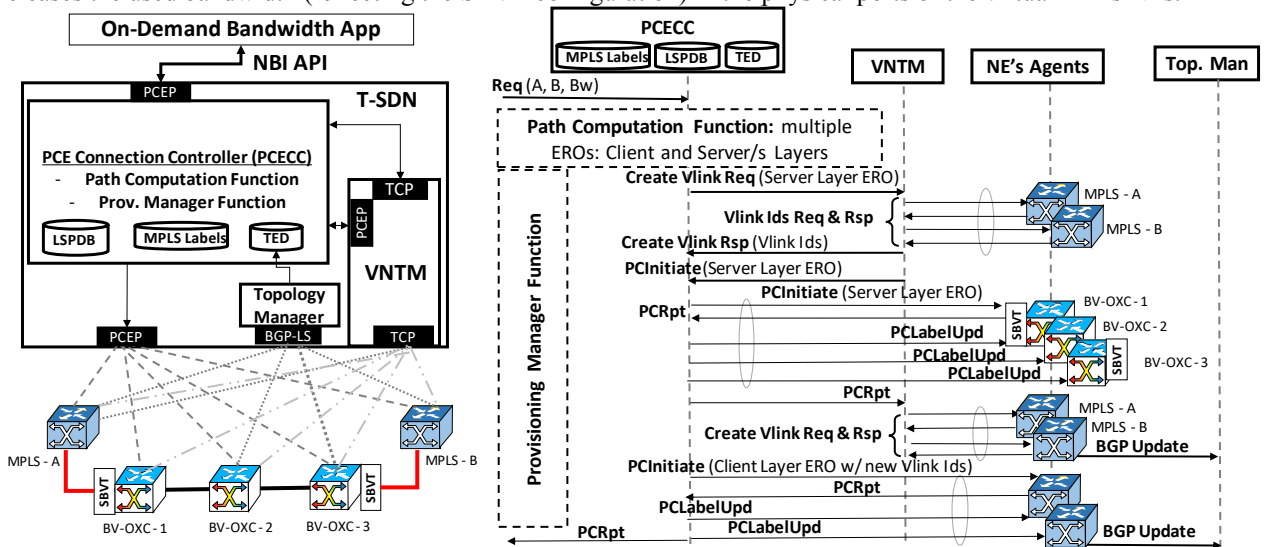 On-Demand Bandwidth App
NBI API
PCEP
T-SDN
PCE Connection Controller (PCECC)
- Path Computation Function
- Prov. Manager Function
LSPDB
MPLS Labels
TED
TCP
PCEP
VNTM
Topology
Manager
PCEP
BGP-LS
TCP
MPLS - A
MPLS - B
SBVT
SBVT
BV-OXC - 1
BV-OXC - 2
BV-OXC - 3
PCECC
MPLS Labels
LSPDB
TED
VNTM
NE's Agents
Top. Man
Req (A, B, Bw)
Path Computation Function: multiple
EROs: Client and Server/s Layers
Provisioning Manager Function
Create Vlink Req (Server Layer ERO)
MPLS - A
Vlink Ids Req & Rsp
MPLS - B
Create Vlink Rsp (Vlink Ids)
PCInitiate (Server Layer ERO)
PCInitiate (Server Layer ERO)
BV-OXC - 1
PCRpt
SBVT
BV-OXC - 2
PCLabelUpd
PCLabelUpd
SBVT
BV-OXC - 3
PCLabelUpd
PCRpt
MPLS - A
MPLS - B
Create Vlink Req & Rsp
BGP Update
PCInitiate (Client Layer ERO w/ new Vlink Ids)
PCRpt
PCLabelUpd
PCLabelUpd
BGP Update
PCRpt